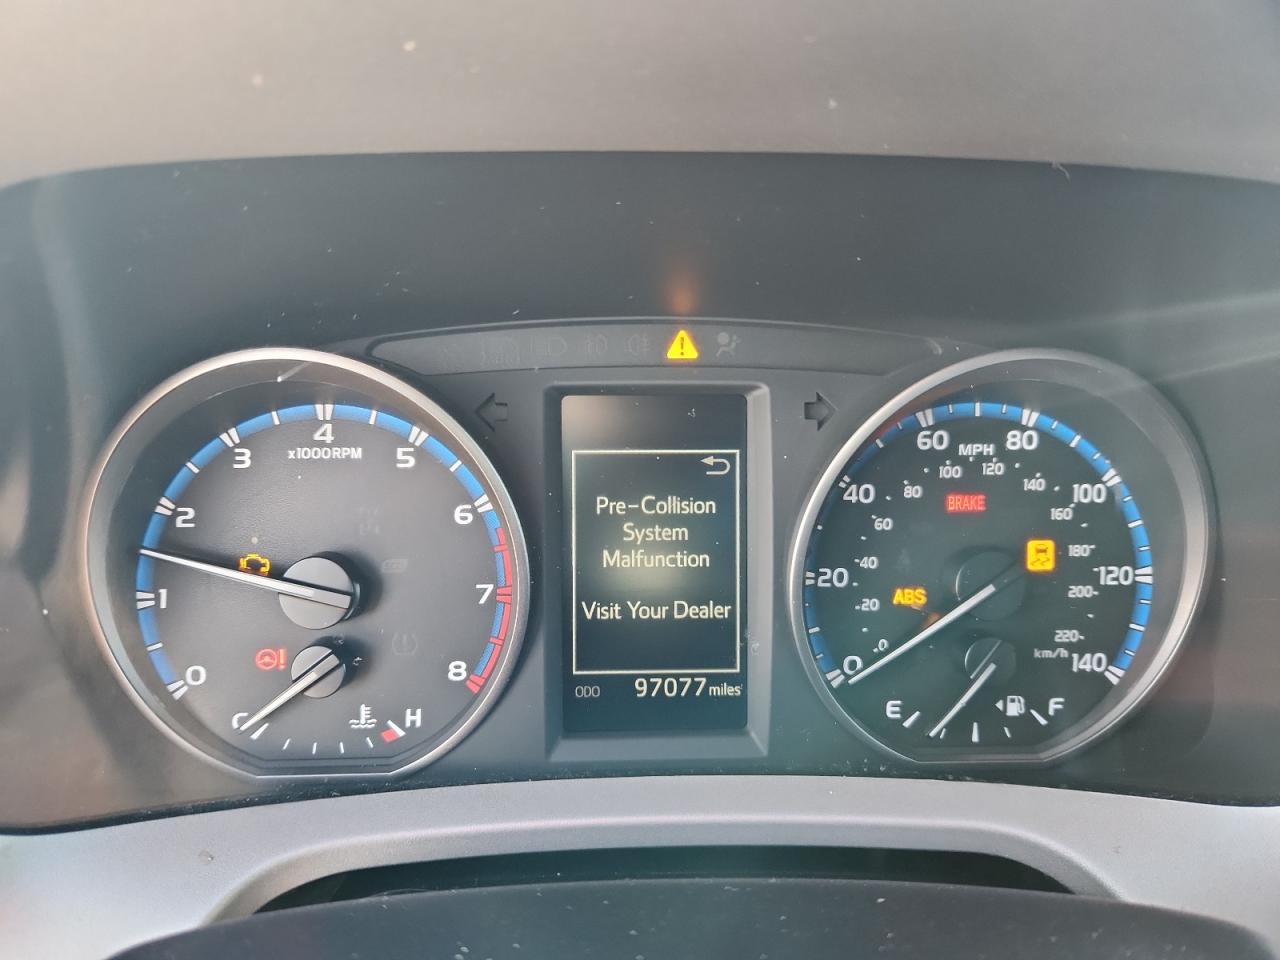 4
x1000RPM
3
5
2
6
1
7
0
8
C
H
Pre-Collision
System
Malfunction
Visit Your Dealer
ODO 97077 miles
60
MPH
80
40
100
20
120
0
140
100
120
80
140
60
160
40
180
20
200
0
220
km/h
BRAKE
ABS
E
F